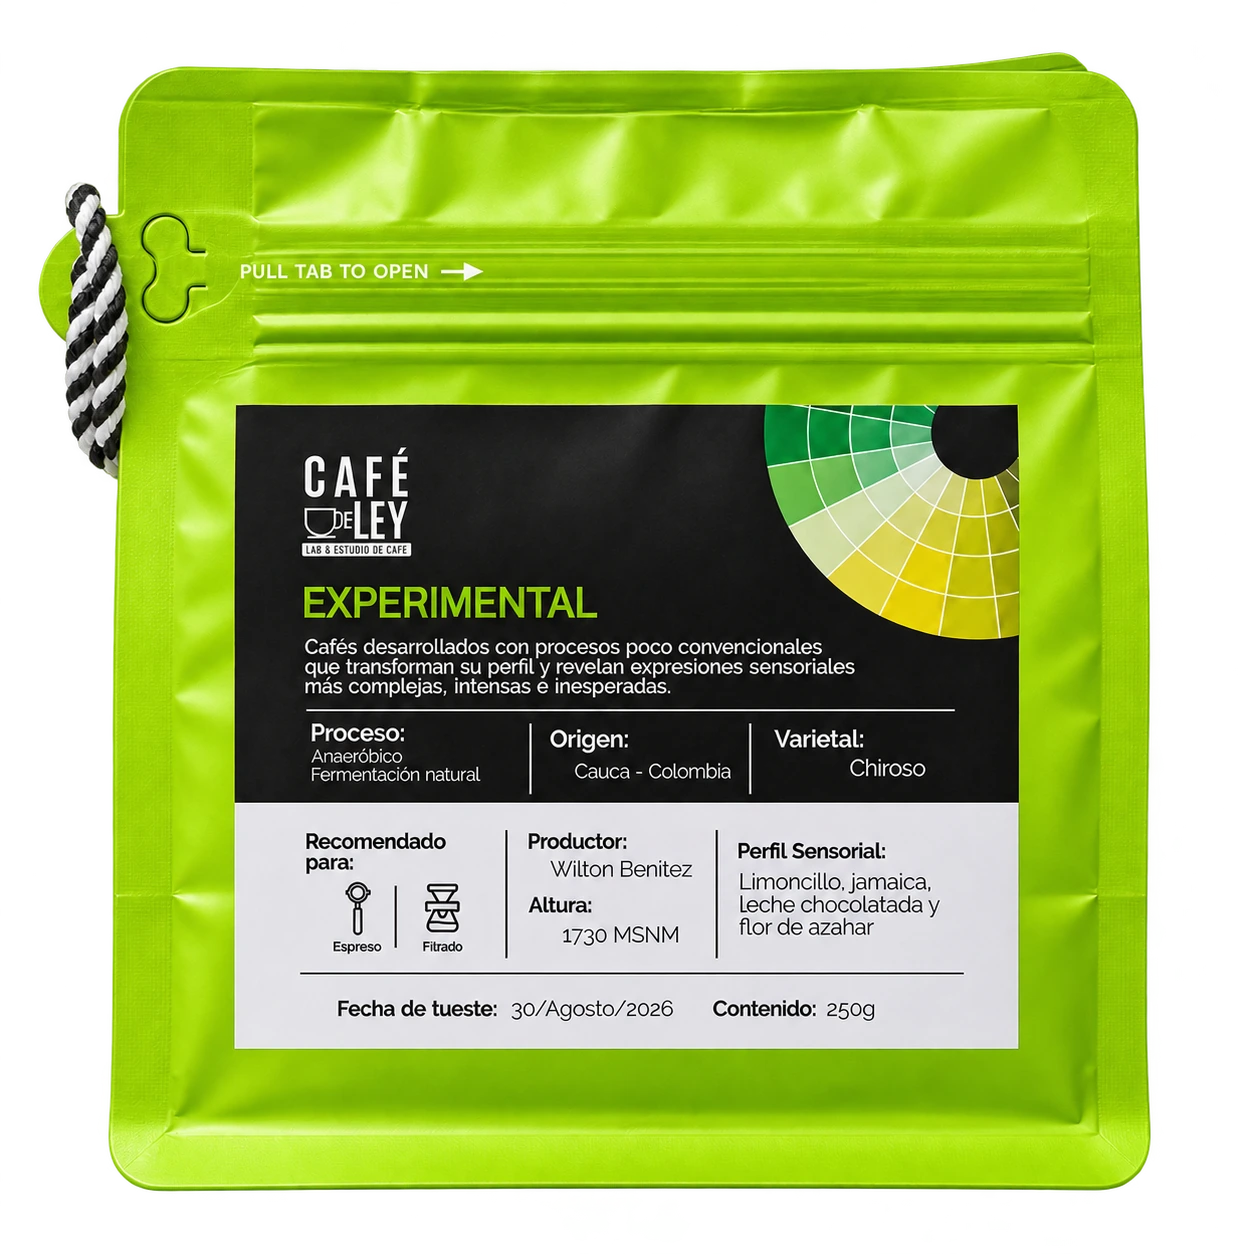 PULL TAB TO OPEN
CAFÉ
DE LEY
LAB & ESTUDIO DE CAFE
EXPERIMENTAL
Cafés desarrollados con procesos poco convencionales
que transforman su perfil y revelan expresiones sensoriales
más complejas, intensas e inesperadas.
Proceso:
Anaeróbico
Fermentación natural
Origen:
Cauca - Colombia
Varietal:
Chiroso
Recomendado
para:
Espreso
Filtrado
Productor:
Wilton Benitez
Altura:
1730 MSNM
Perfil Sensorial:
Limoncillo, jamaica,
leche chocolatada y
flor de azahar
Fecha de tueste: 30/Agosto/2026
Contenido: 250g